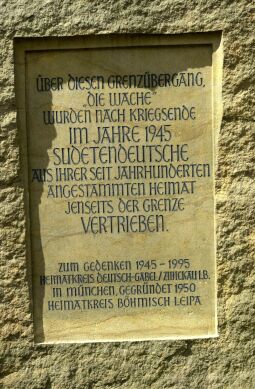 ÜBER DIESEN GRENZÜBERGANG,
„DIE WACHE"
WURDEN NACH KRIEGSENDE
IM JAHRE 1945
SUDETENDEUTSCHE
AUS IHRER SEIT JAHRHUNDERTEN
ANGESTAMMTEN HEIMAT
JENSEITS DER GRENZE
VERTRIEBEN.
ZUM GEDENKEN 1945 - 1995
HEIMATKREIS DEUTSCH-GABEL/ZWICKAU I.B.
IN MÜNCHEN, GEGRÜNDET 1950
HEIMATKREIS BÖHMISCH LEIPA